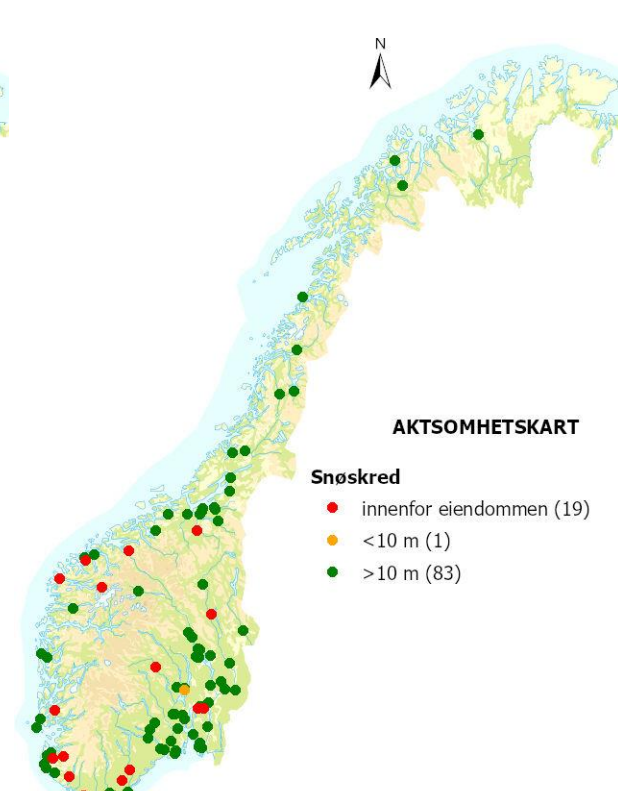 N
AKTSOMHETSKART
Snøskred
innenfor eiendommen (19)
<10 m (1)
>10 m (83)